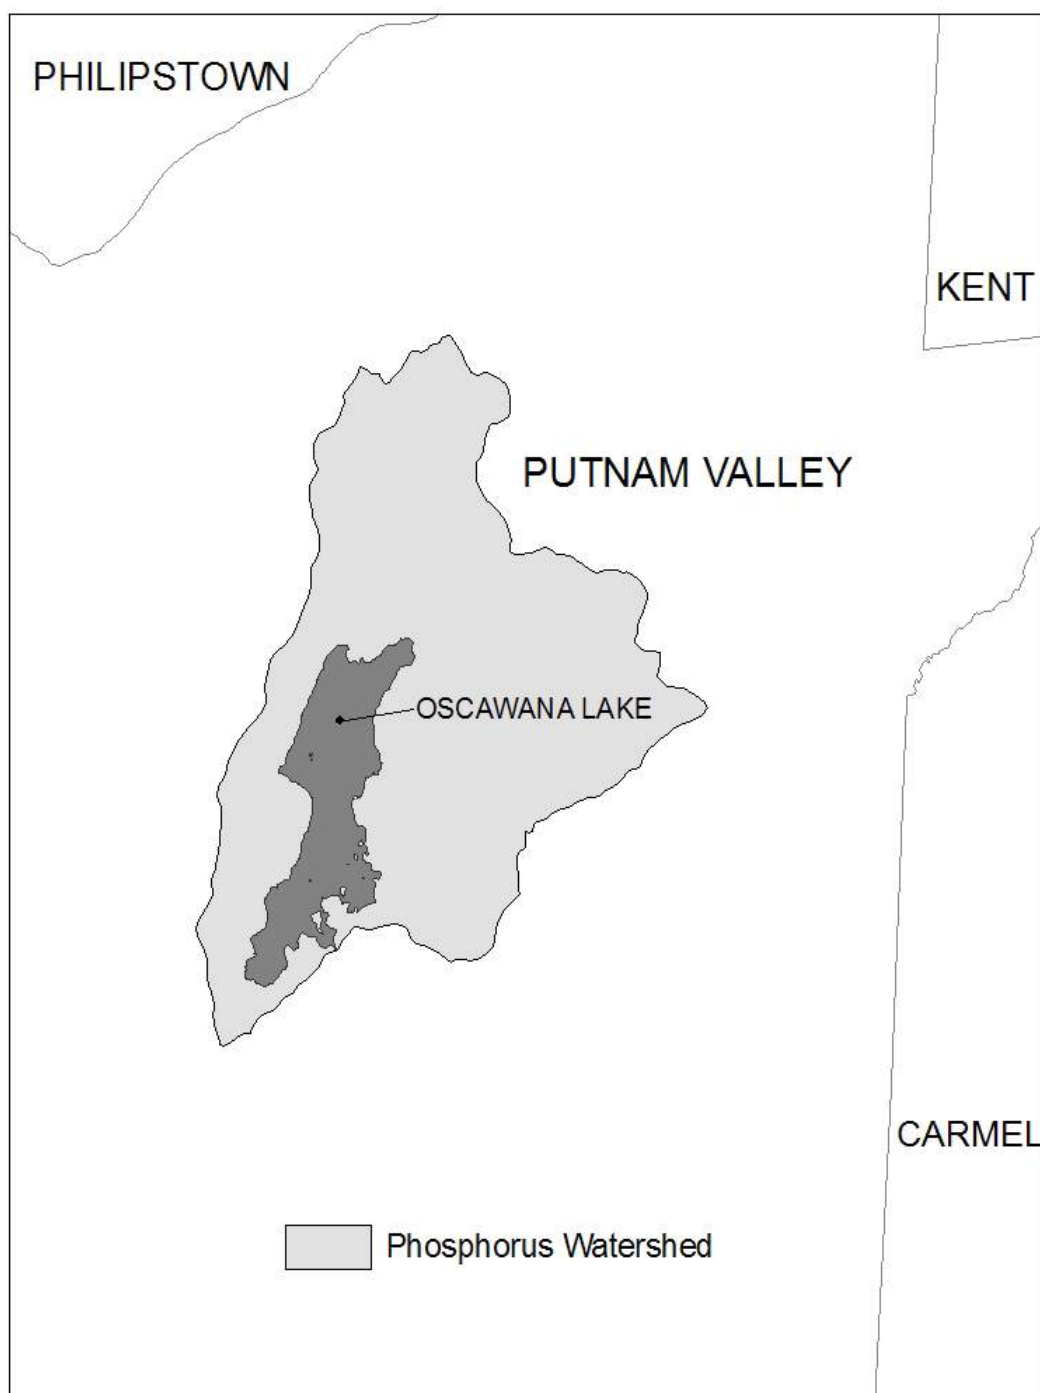 PHILIPSTOWN
KENT
PUTNAM VALLEY
OSCAWANA LAKE
CARMEL
Phosphorus Watershed